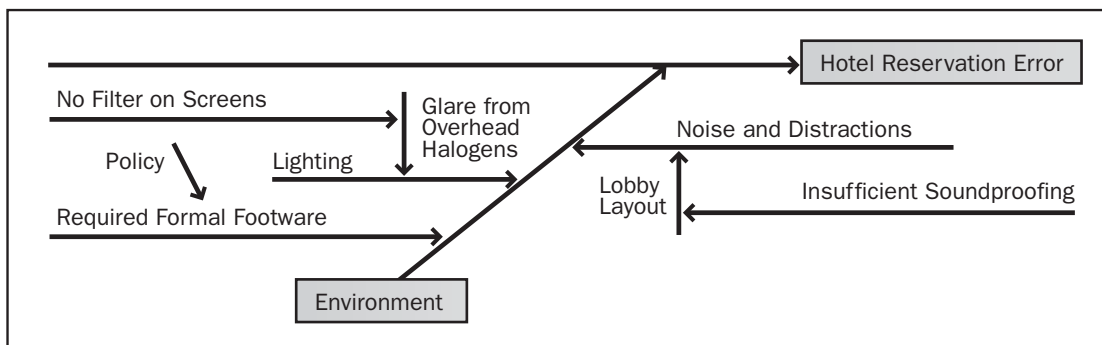 Hotel Reservation Error
No Filter on Screens
Glare from
Overhead
Halogens
Noise and Distractions
Policy
Lighting
Lobby
Layout
Insufficient Soundproofing
Required Formal Footware
Environment